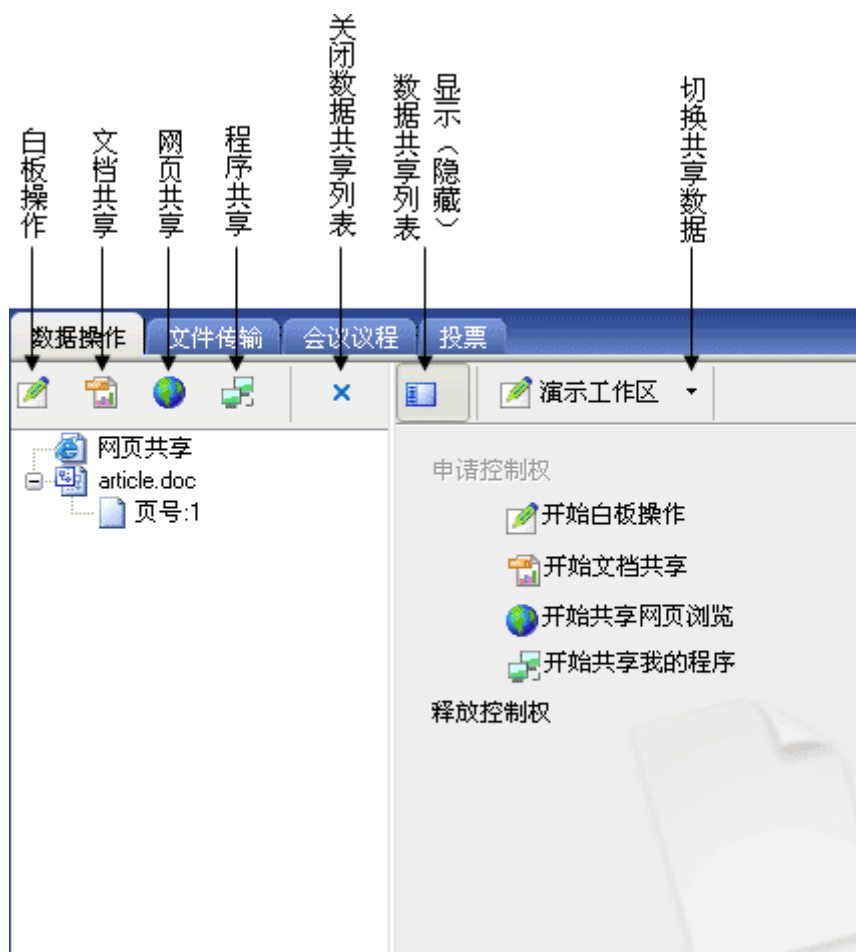 白板操作
文档共享
网页共享
程序共享
关闭数据共享列表
显示（隐藏）
数据共享列表
切换共享数据
数据操作
文件传输
会议议程
投票
演示工作区
网页共享
article.doc
页号:1
申请控制权
开始白板操作
开始文档共享
开始共享网页浏览
开始共享我的程序
释放控制权